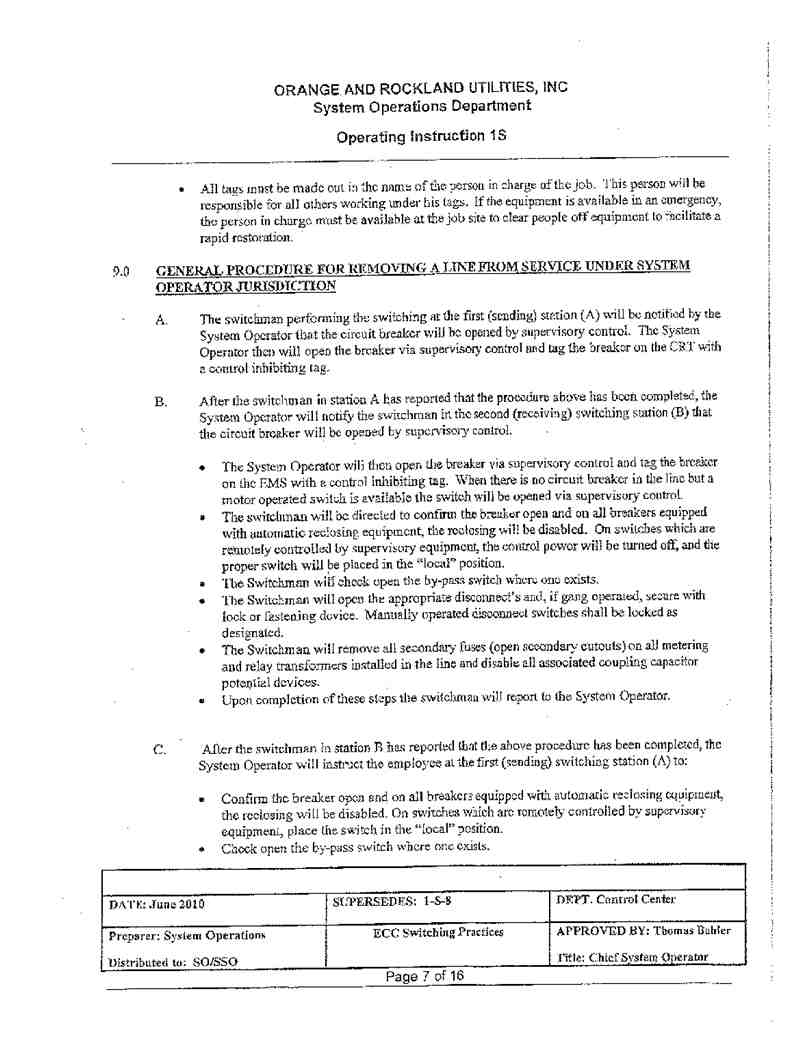 ORANGE AND ROCKLAND UTILITIES, INC
System Operations Department
Operating Instruction 1S
• All tags must be made out in the name of the person in charge of the job. This person will be
responsible for all others working under his tags. If the equipment is available in an emergency,
the person in charge must be available at the job site to clear people off equipment to facilitate a
rapid restoration.
9.0 GENERAL PROCEDURE FOR REMOVING A LINE FROM SERVICE UNDER SYSTEM
OPERATOR JURISDICTION
A. The switchman performing the switching at the first (sending) station (A) will be notified by the
System Operator that the circuit breaker will be opened by supervisory control. The System
Operator then will open the breaker via supervisory control and tag the breaker on the CRT with
a control inhibiting tag.
B. After the switchman in station A has reported that the procedure above has been completed, the
System Operator will notify the switchman in the second (receiving) switching station (B) that
the circuit breaker will be opened by supervisory control.
• The System Operator will then open the breaker via supervisory control and tag the breaker
on the EMS with a control inhibiting tag. When there is no circuit breaker in the line but a
motor operated switch is available the switch will be opened via supervisory control.
• The switchman will be directed to confirm the breaker open and on all breakers equipped
with automatic reclosing equipment, the reclosing will be disabled. On switches which are
remotely controlled by supervisory equipment, the control power will be turned off, and the
proper switch will be placed in the “local” position.
• The Switchman will check open the by-pass switch where one exists.
• The Switchman will open the appropriate disconnect's and, if gang operated, secure with
lock or fastening device. Manually operated disconnect switches shall be locked as
designated.
• The Switchman will remove all secondary fuses (open secondary cutouts) on all metering
and relay transformers installed in the line and disable all associated coupling capacitor
potential devices.
• Upon completion of these steps the switchman will report to the System Operator.
C. After the switchman in station B has reported that the above procedure has been completed, the
System Operator will instruct the employee at the first (sending) switching station (A) to:
• Confirm the breaker open and on all breakers equipped with automatic reclosing equipment,
the reclosing will be disabled. On switches which are remotely controlled by supervisory
equipment, place the switch in the “local” position.
• Check open the by-pass switch where one exists.
DATE: June 2010 SUPERSEDES: 1-S-8 DEPT. Control Center
Preparer: System Operations ECC Switching Practices APPROVED BY: Thomas Buhler
Distributed to: SO/SSO Title: Chief System Operator
Page 7 of 16